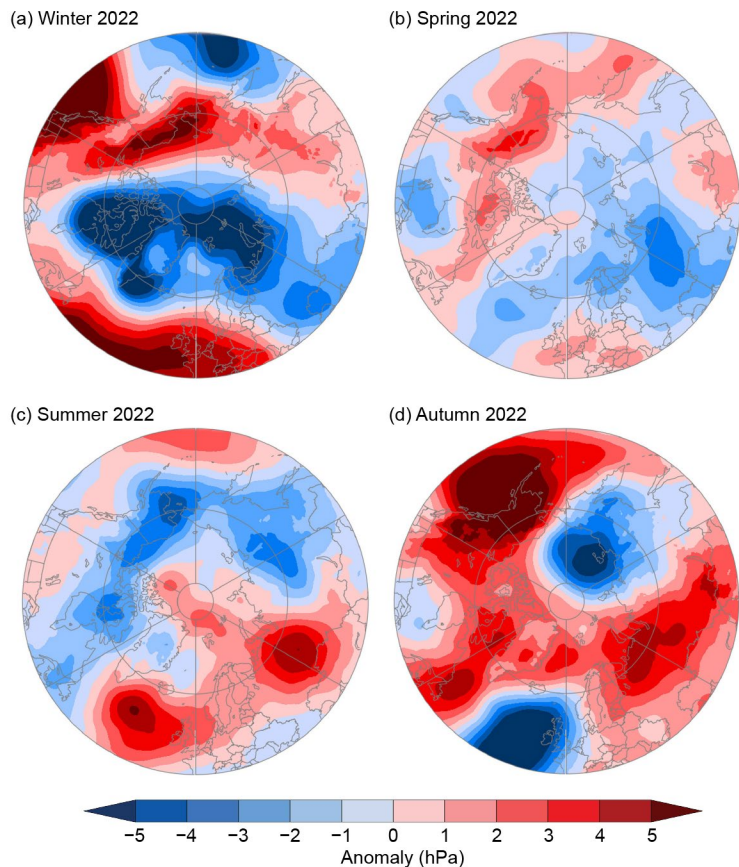 (a) Winter 2022
(b) Spring 2022
(c) Summer 2022
(d) Autumn 2022
−5 −4 −3 −2 −1 0 1 2 3 4 5
Anomaly (hPa)